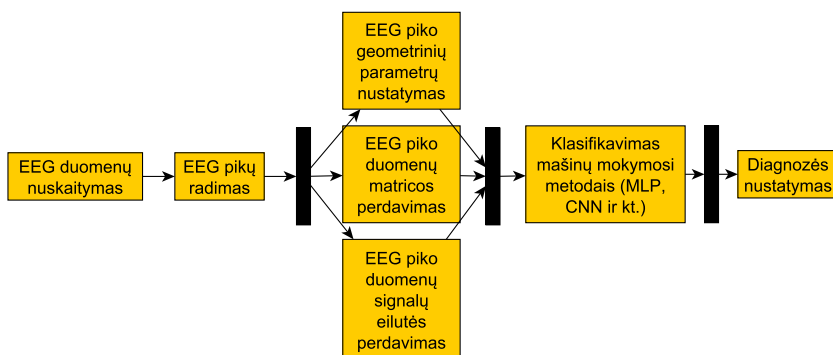 EEG duomenų
nuskaitymas
EEG pikų
radimas
EEG piko
geometrinių
parametrų
nustatymas
EEG piko
duomenų
matricos
perdavimas
EEG piko
duomenų
signalų
eilutės
perdavimas
Klasifikavimas
mašinų mokymosi
metodais (MLP,
CNN ir kt.)
Diagnozės
nustatymas